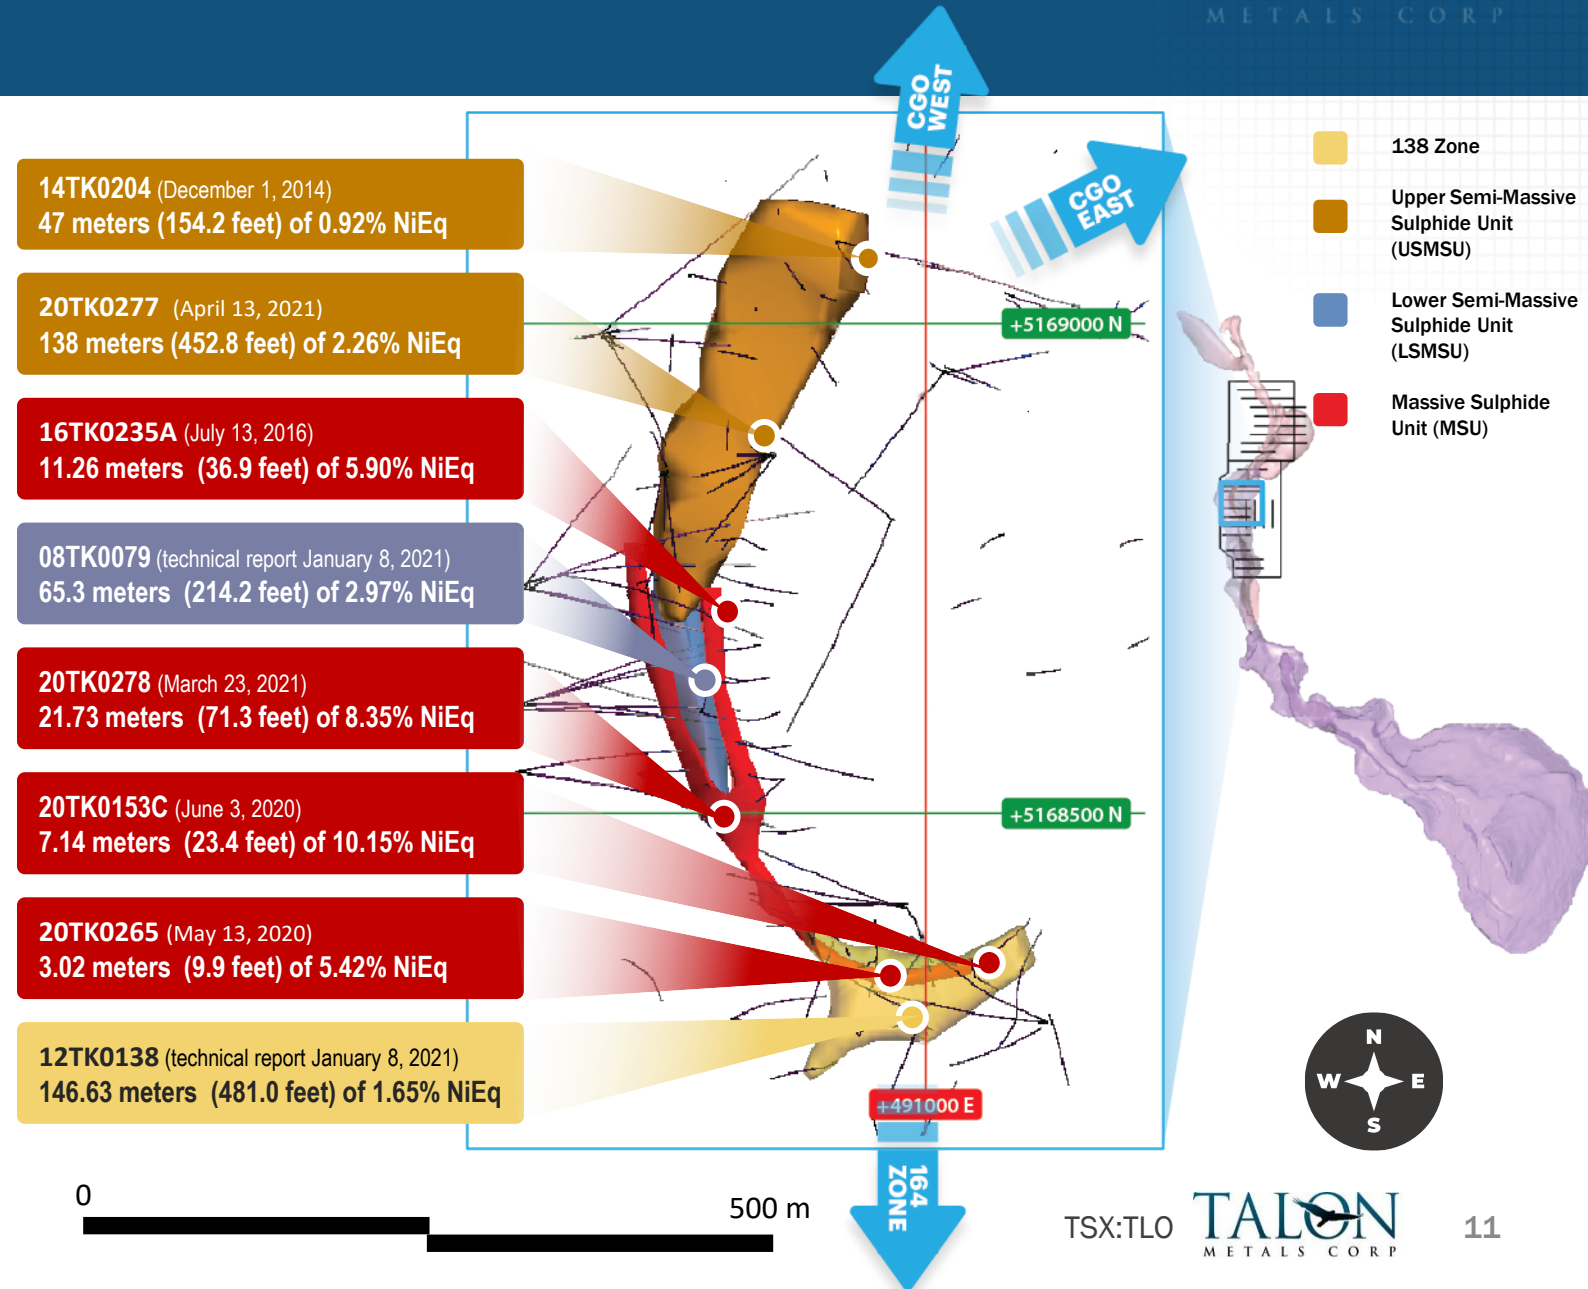 METALS CORP
CGO
WEST
CGO
EAST
14TK0204 (December 1, 2014)
47 meters (154.2 feet) of 0.92% NiEq
20TK0277 (April 13, 2021)
138 meters (452.8 feet) of 2.26% NiEq
16TK0235A (July 13, 2016)
11.26 meters (36.9 feet) of 5.90% NiEq
08TK0079 (technical report January 8, 2021)
65.3 meters (214.2 feet) of 2.97% NiEq
20TK0278 (March 23, 2021)
21.73 meters (71.3 feet) of 8.35% NiEq
20TK0153C (June 3, 2020)
7.14 meters (23.4 feet) of 10.15% NiEq
20TK0265 (May 13, 2020)
3.02 meters (9.9 feet) of 5.42% NiEq
12TK0138 (technical report January 8, 2021)
146.63 meters (481.0 feet) of 1.65% NiEq
+5169000 N
+5168500 N
+491000 E
164
ZONE
138 Zone
Upper Semi-Massive
Sulphide Unit
(USMSU)
Lower Semi-Massive
Sulphide Unit
(LSMSU)
Massive Sulphide
Unit (MSU)
N
W E
S
0
500 m
TSX:TLO
TALON
METALS CORP
11